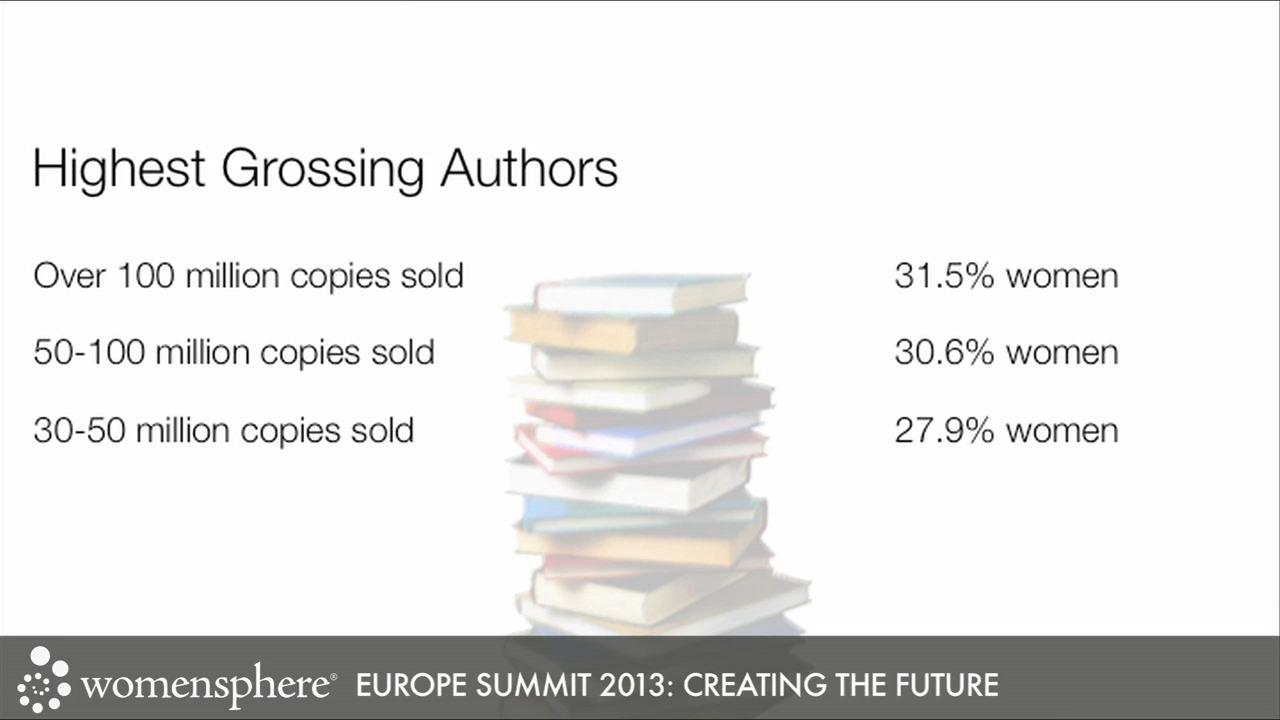 Highest Grossing Authors
Over 100 million copies sold 31.5% women
50-100 million copies sold 30.6% women
30-50 million copies sold 27.9% women
womensphere® EUROPE SUMMIT 2013: CREATING THE FUTURE